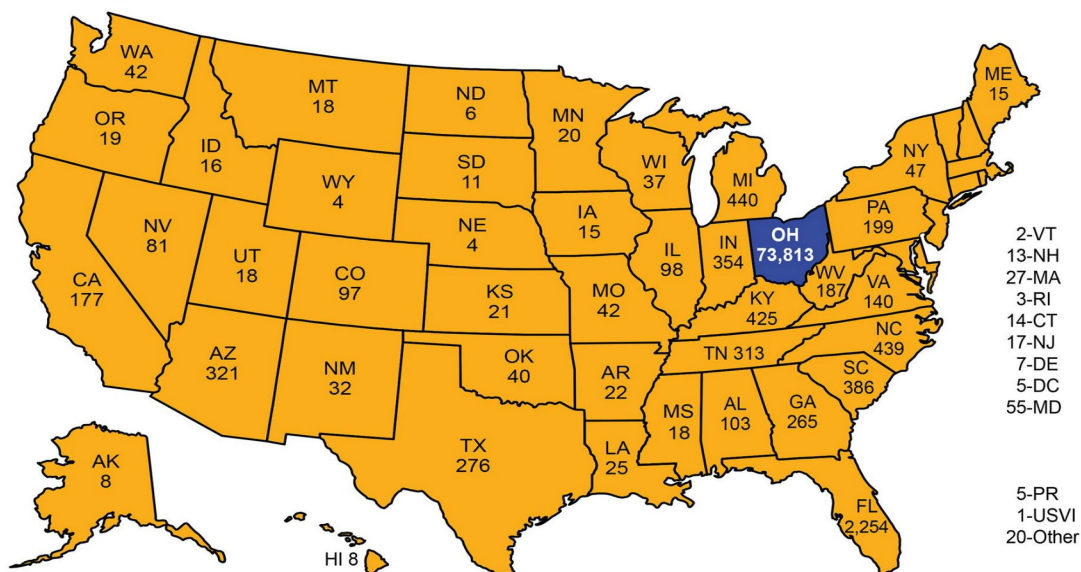 WA
42
OR
19
CA
177
NV
81
ID
16
MT
18
WY
4
UT
18
AZ
321
CO
97
NM
32
ND
6
SD
11
NE
4
KS
21
OK
40
TX
276
MN
20
IA
15
MO
42
AR
22
LA
25
WI
37
IL
98
MI
440
IN
354
OH
73,813
KY
425
TN 313
MS
18
AL
103
GA
265
FL
2,254
SC
386
NC
439
VA
140
WV
187
PA
199
NY
47
ME
15
AK
8
HI 8
2-VT
13-NH
27-MA
3-RI
14-CT
17-NJ
7-DE
5-DC
55-MD
5-PR
1-USVI
20-Other